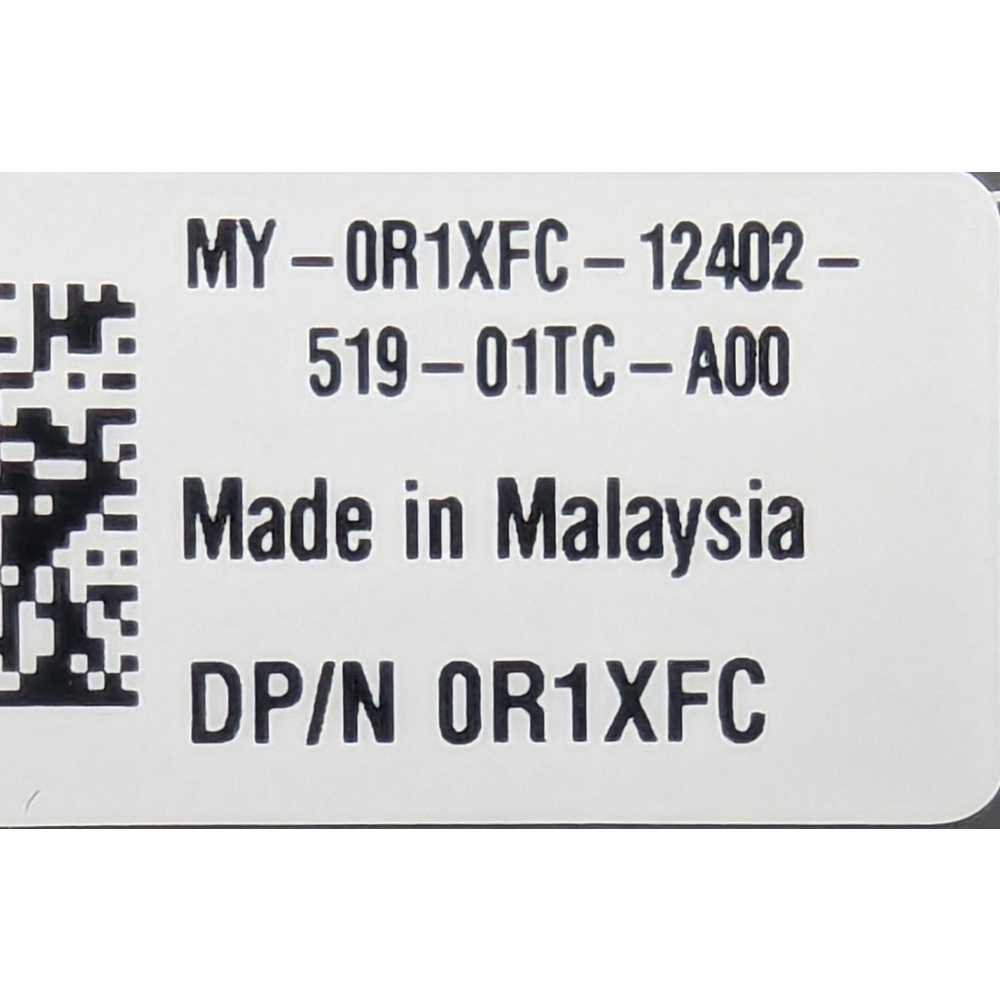 MY-0R1XFC-12402-
519-01TC-A00
Made in Malaysia
DP/N 0R1XFC